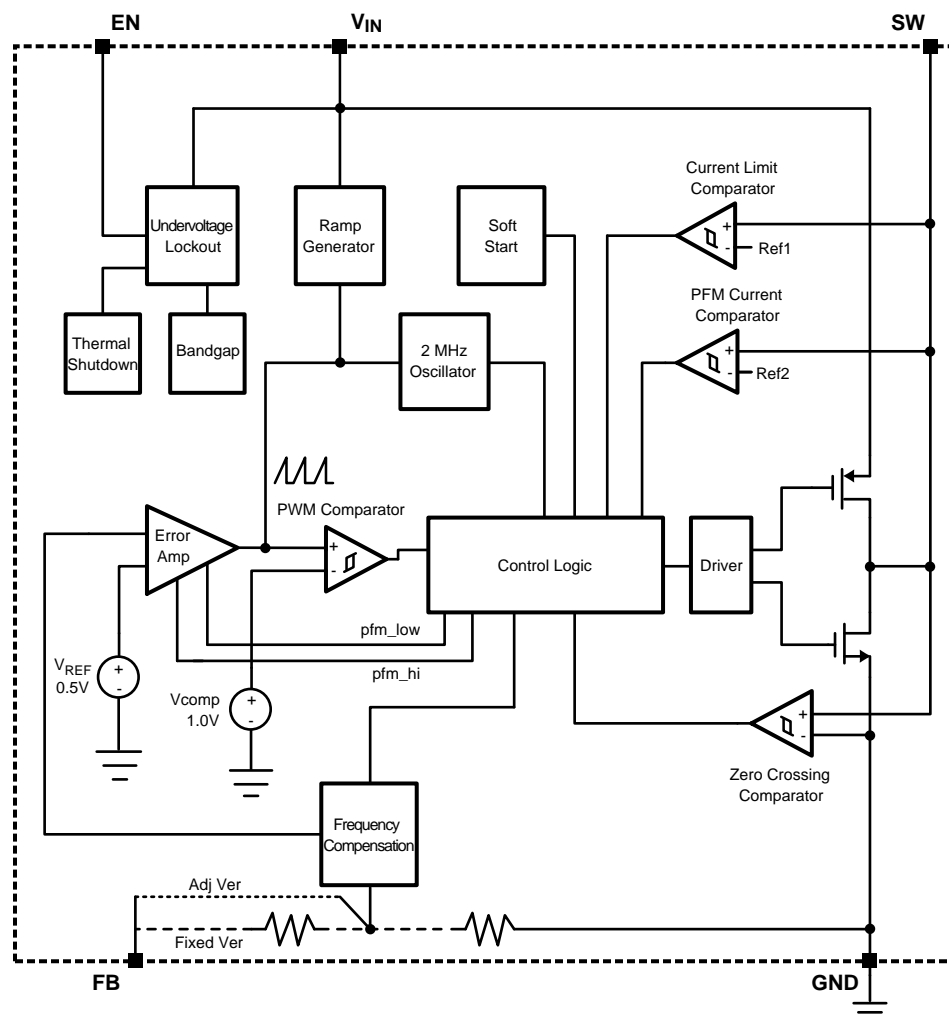 EN
VIN
SW
Current Limit
Comparator
Undervoltage
Lockout
Ramp
Generator
Soft
Start
+
-
Ref1
PFM Current
Comparator
Thermal
Shutdown
Bandgap
2 MHz
Oscillator
+
-
Ref2
PWM Comparator
Error
Amp
+
-
Control Logic
Driver
pfm_low
pfm_hi
VREF
0.5V
+
-
Vcomp
1.0V
+
-
+
-
Zero Crossing
Comparator
Frequency
Compensation
Adj Ver
Fixed Ver
FB
GND